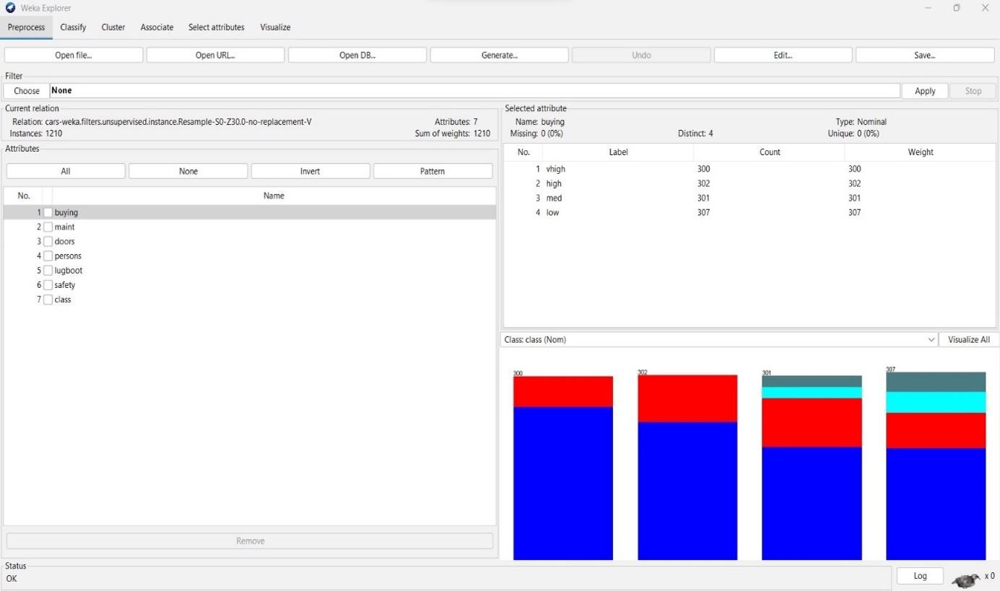 Weka Explorer
Preprocess Classify Cluster Associate Select attributes Visualize
Open file... Open URL... Open DB... Generate... Undo Edit... Save...
Filter
Choose None Apply Stop
Current relation
Relation: cars-weka.filters.unsupervised.instance.Resample-S0-Z30.0-no-replacement-V Attributes: 7
Instances: 1210 Sum of weights: 1210
Attributes
All None Invert Pattern
No. Name
1 buying
2 maint
3 doors
4 persons
5 lugboot
6 safety
7 class
Remove
Selected attribute
Name: buying Type: Nominal
Missing: 0 (0%) Distinct: 4 Unique: 0 (0%)
No. Label Count Weight
1 vhigh 300 300
2 high 302 302
3 med 301 301
4 low 307 307
Class: class (Nom) Visualize All
300 302 301 307
Status
OK
Log x 0